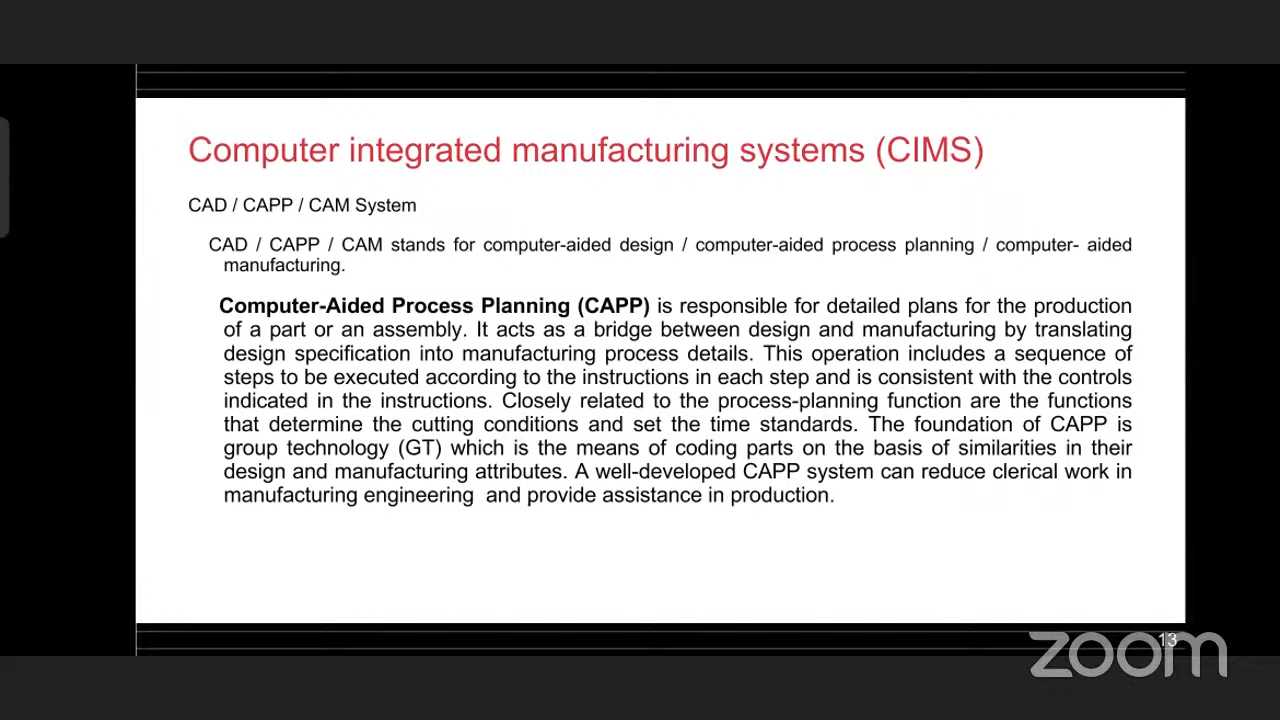 Computer integrated manufacturing systems (CIMS)
CAD / CAPP / CAM System
CAD / CAPP / CAM stands for computer-aided design / computer-aided process planning / computer- aided
manufacturing.
Computer-Aided Process Planning (CAPP) is responsible for detailed plans for the production
of a part or an assembly. It acts as a bridge between design and manufacturing by translating
design specification into manufacturing process details. This operation includes a sequence of
steps to be executed according to the instructions in each step and is consistent with the controls
indicated in the instructions. Closely related to the process-planning function are the functions
that determine the cutting conditions and set the time standards. The foundation of CAPP is
group technology (GT) which is the means of coding parts on the basis of similarities in their
design and manufacturing attributes. A well-developed CAPP system can reduce clerical work in
manufacturing engineering  and provide assistance in production.
13
zoom